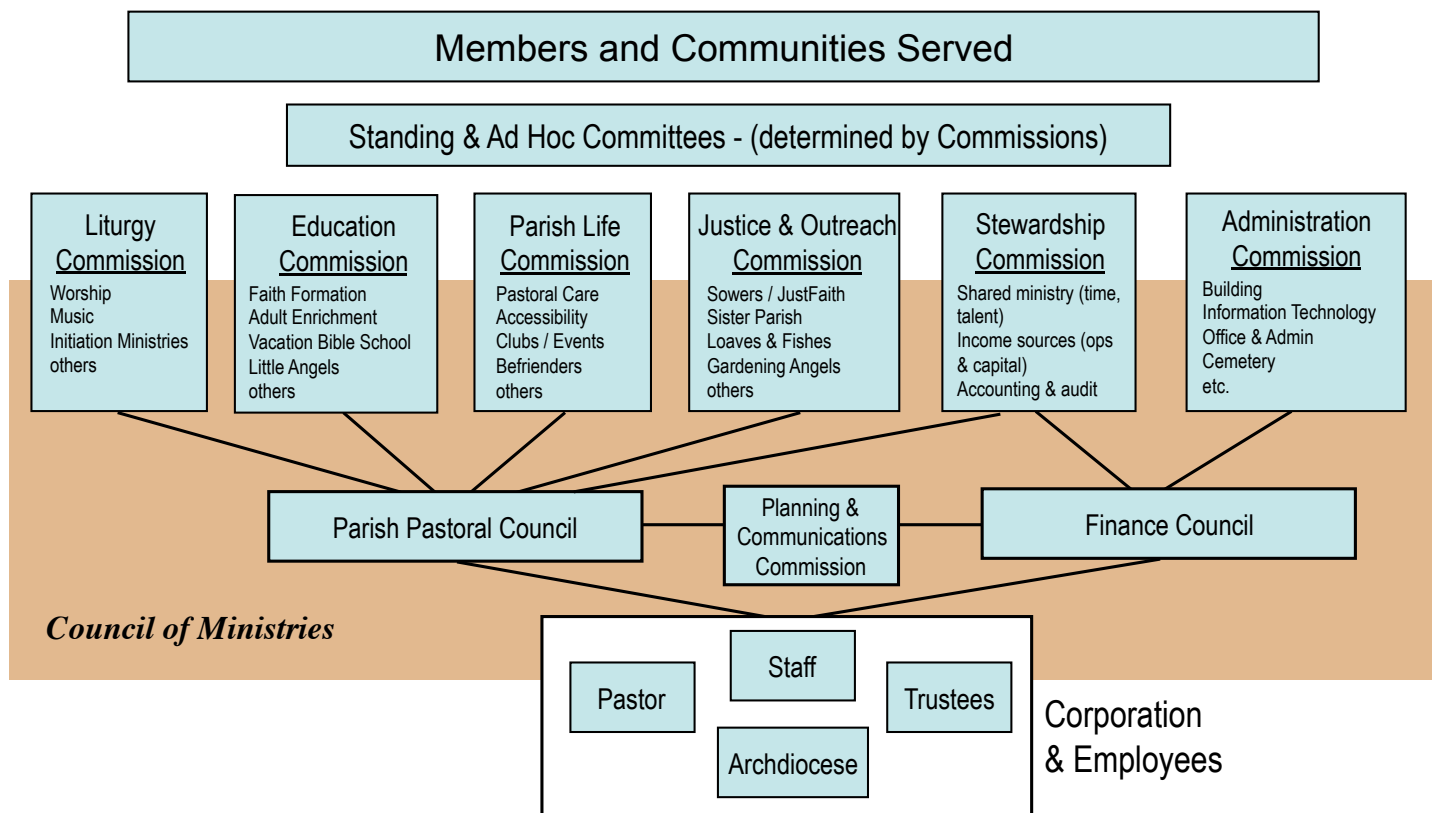 Members and Communities Served
Standing & Ad Hoc Committees - (determined by Commissions)
Liturgy
Commission
Worship
Music
Initiation Ministries
others
Education
Commission
Faith Formation
Adult Enrichment
Vacation Bible School
Little Angels
others
Parish Life
Commission
Pastoral Care
Accessibility
Clubs / Events
Befrienders
others
Justice & Outreach
Commission
Sowers / JustFaith
Sister Parish
Loaves & Fishes
Gardening Angels
others
Stewardship
Commission
Shared ministry (time,
talent)
Income sources (ops
& capital)
Accounting & audit
Administration
Commission
Building
Information Technology
Office & Admin
Cemetery
etc.
Parish Pastoral Council
Planning &
Communications
Commission
Finance Council
Council of Ministries
Staff
Pastor
Trustees
Archdiocese
Corporation
& Employees